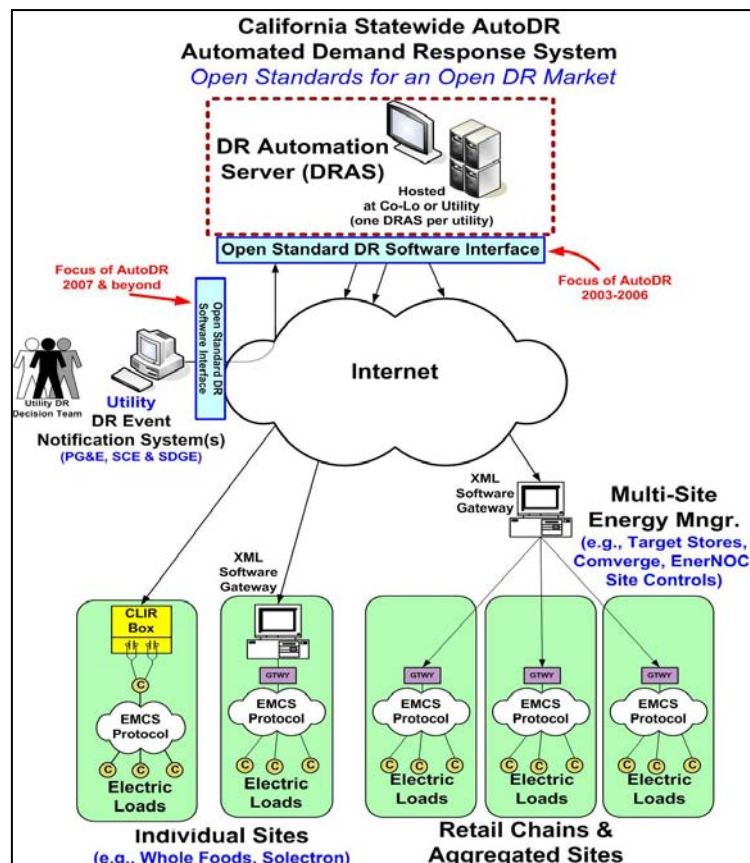 California Statewide AutoDR
Automated Demand Response System
Open Standards for an Open DR Market
DR Automation
Server (DRAS)
Hosted
at Co-Lo or Utility
(one DRAS per utility)
Open Standard DR Software Interface
Focus of AutoDR
2007 & beyond
Focus of AutoDR
2003-2006
Open Standard DR
Software Interface
Internet
Utility DR
Decision Team
Utility
DR Event
Notification System(s)
(PG&E, SCE & SDGE)
XML
Software
Gateway
Multi-Site
Energy Mngr.
(e.g., Target Stores,
Comverge, EnerNOC
Site Controls)
XML
Software
Gateway
CLIR
Box
C
EMCS
Protocol
C C C
Electric
Loads
GTWY
EMCS
Protocol
C C C
Electric
Loads
GTWY
EMCS
Protocol
C C C
Electric
Loads
GTWY
EMCS
Protocol
C C C
Electric
Loads
GTWY
EMCS
Protocol
C C C
Electric
Loads
Individual Sites
(e.g., Whole Foods, Solectron)
Retail Chains &
Aggregated Sites